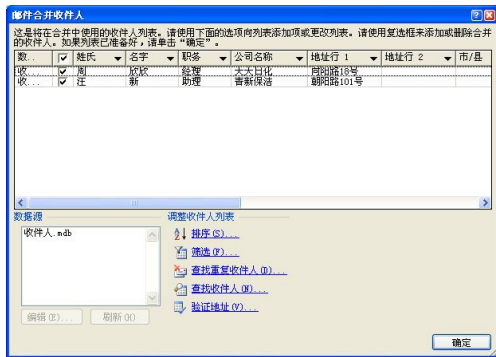 邮件合并收件人
这是将在合并中使用的收件人列表。请使用下面的选项向列表添加项或更改列表。请使用复选框来添加或删除合并
的收件人。如果列表已准备好，请单击“确定”。
数.. 姓氏 名字 职务 公司名称 地址行 1 地址行 2 市/县
收... 周 欣欣 经理 大大日化 向阳路18号
收... 汪 新 助理 青新保洁 朝阳路101号
数据源 调整收件人列表
收件人.mdb
排序(S)...
筛选(F)...
查找重复收件人(D)...
查找收件人(N)...
验证地址(V)...
编辑(E)... 刷新(H)
确定